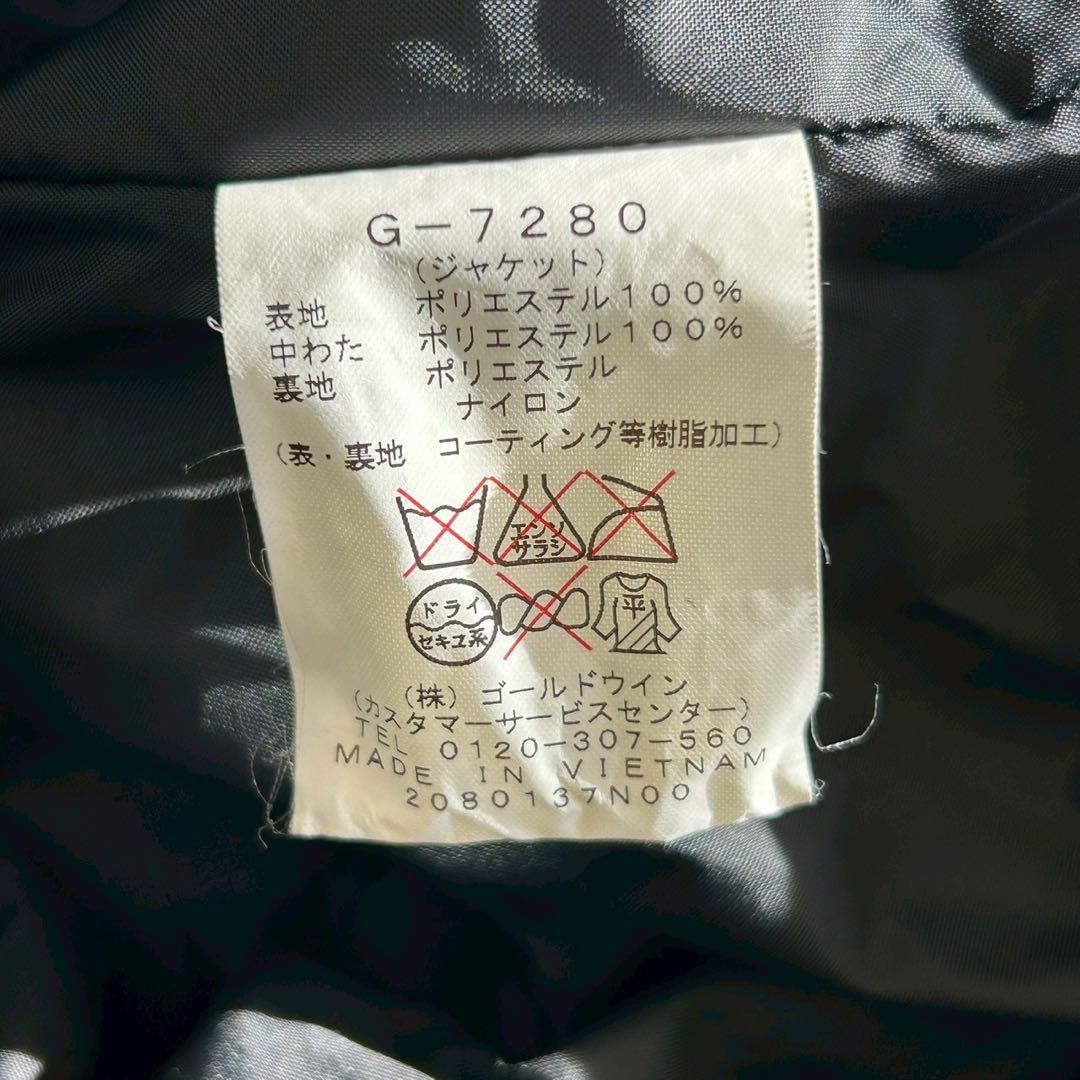 G-7280
(ジャケット)
表地 ポリエステル100%
中わた ポリエステル100%
裏地 ポリエステル
ナイロン
(表・裏地 コーティング等樹脂加工)
エンソ
サラシ
ドライ
セキユ系
平
(株) ゴールドウイン
(カスタマーサービスセンター)
TEL 0120-307-560
MADE IN VIETNAM
2080137N00